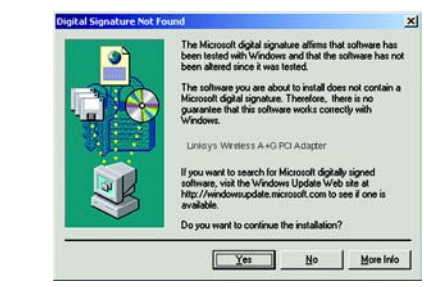 Digital Signature Not Found
The Microsoft digital signature affirms that software has
been tested with Windows and that the software has not
been altered since it was tested.
The software you are about to install does not contain a
Microsoft digital signature. Therefore, there is no
guarantee that this software works correctly with
Windows.
Linksys Wireless A+G PCI Adapter
If you want to search for Microsoft digitally signed
software, visit the Windows Update Web site at
http://windowsupdate.microsoft.com to see if one is
available.
Do you want to continue the installation?
Yes No More Info